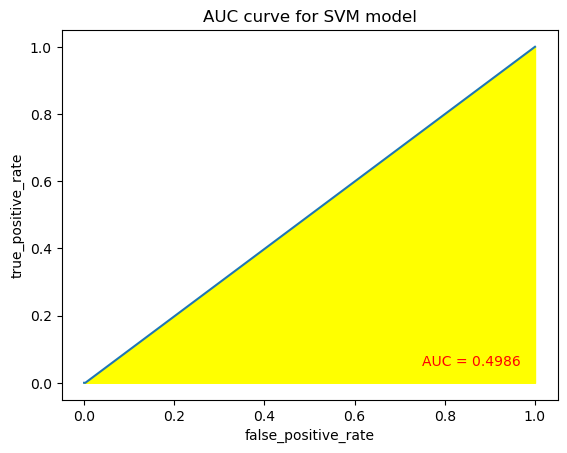 AUC curve for SVM model
1.0
0.8
0.6
0.4
0.2
0.0
true_positive_rate
AUC = 0.4986
0.0 0.2 0.4 0.6 0.8 1.0
false_positive_rate